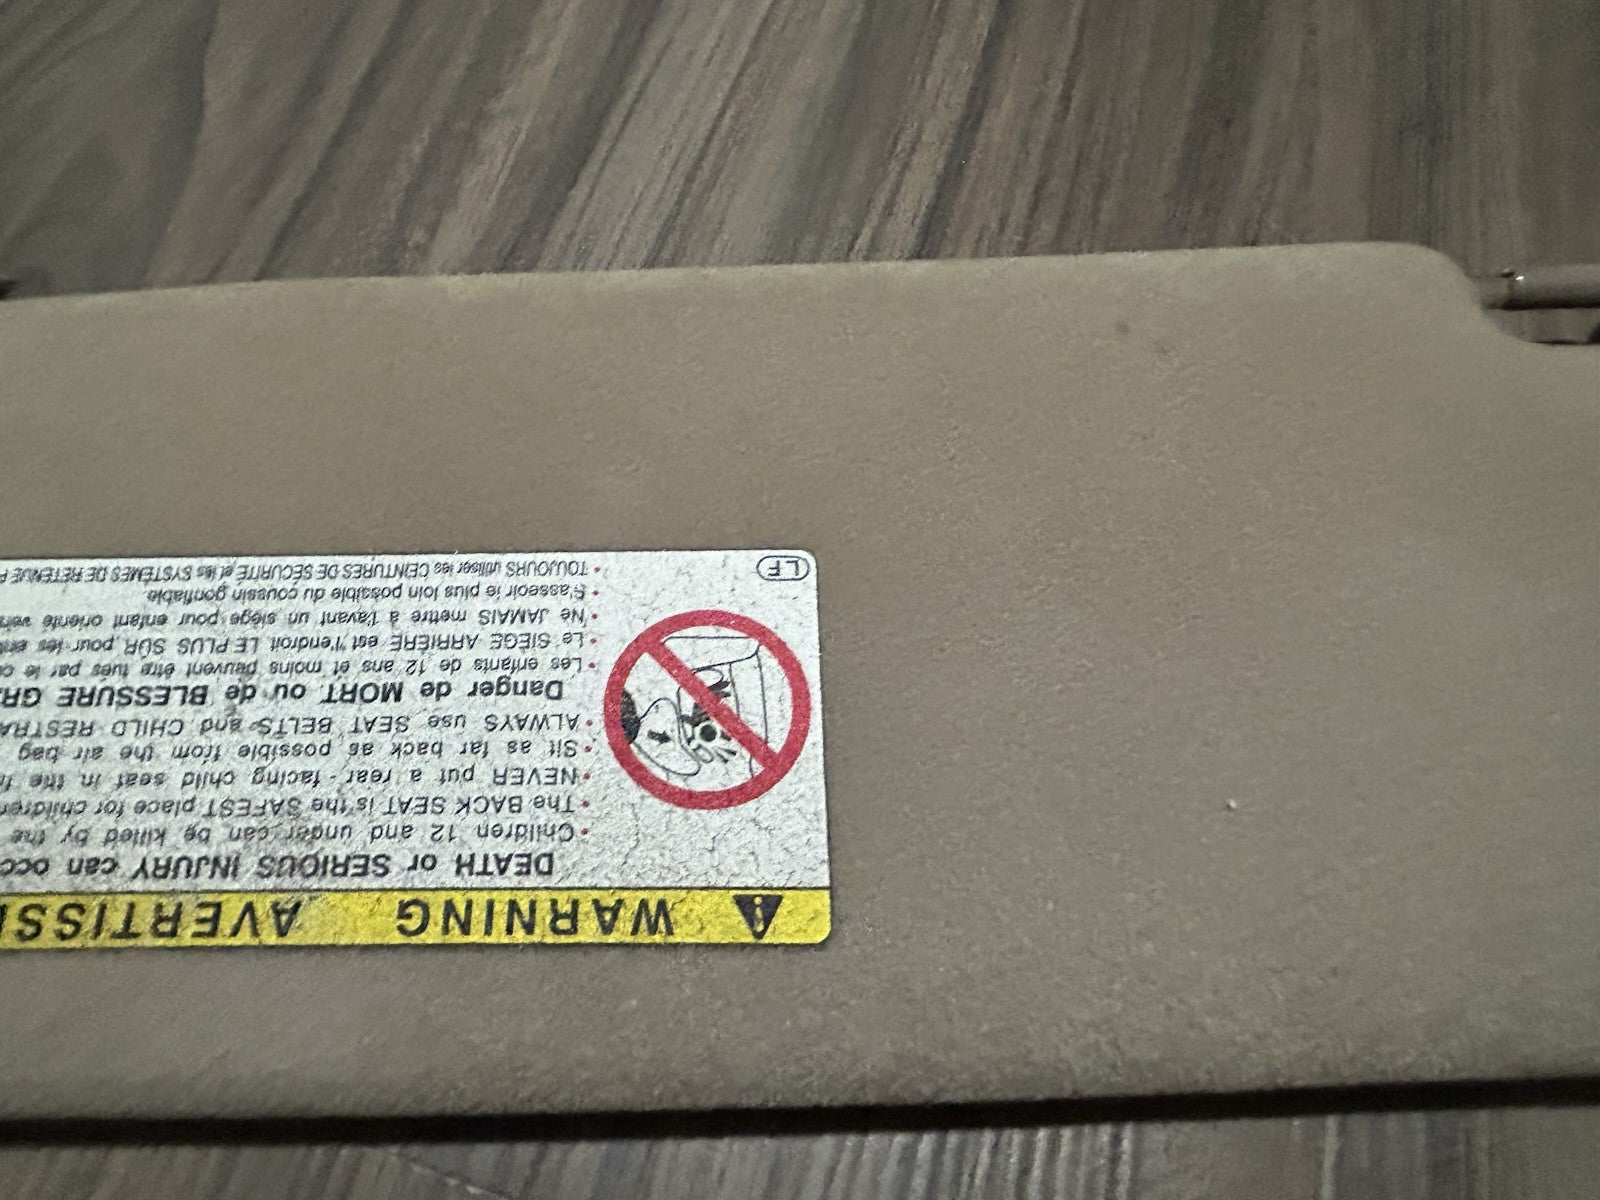 WARNING AVERTISSE
DEATH or SERIOUS INJURY can occ
• Children 12 and under can be killed by the
• The BACK SEAT is the SAFEST place for children
• NEVER put a rear-facing child seat in the
• Sit as far back as possible from the air bag
• ALWAYS use SEAT BELTS and CHILD RESTRA
Danger de MORT ou de BLESSURE GR
• Les enfants de 12 ans et moins peuvent être tués par le
• Le SIÈGE ARRIÈRE est l'endroit LE PLUS SÛR pour les
• Ne JAMAIS mettre à l'avant un siège pour enfant orienté vers
• S'asseoir le plus loin possible du coussin gonflable
• TOUJOURS utiliser les CEINTURES DE SÉCURITÉ et les SYSTÈMES DE RETENUE
LF